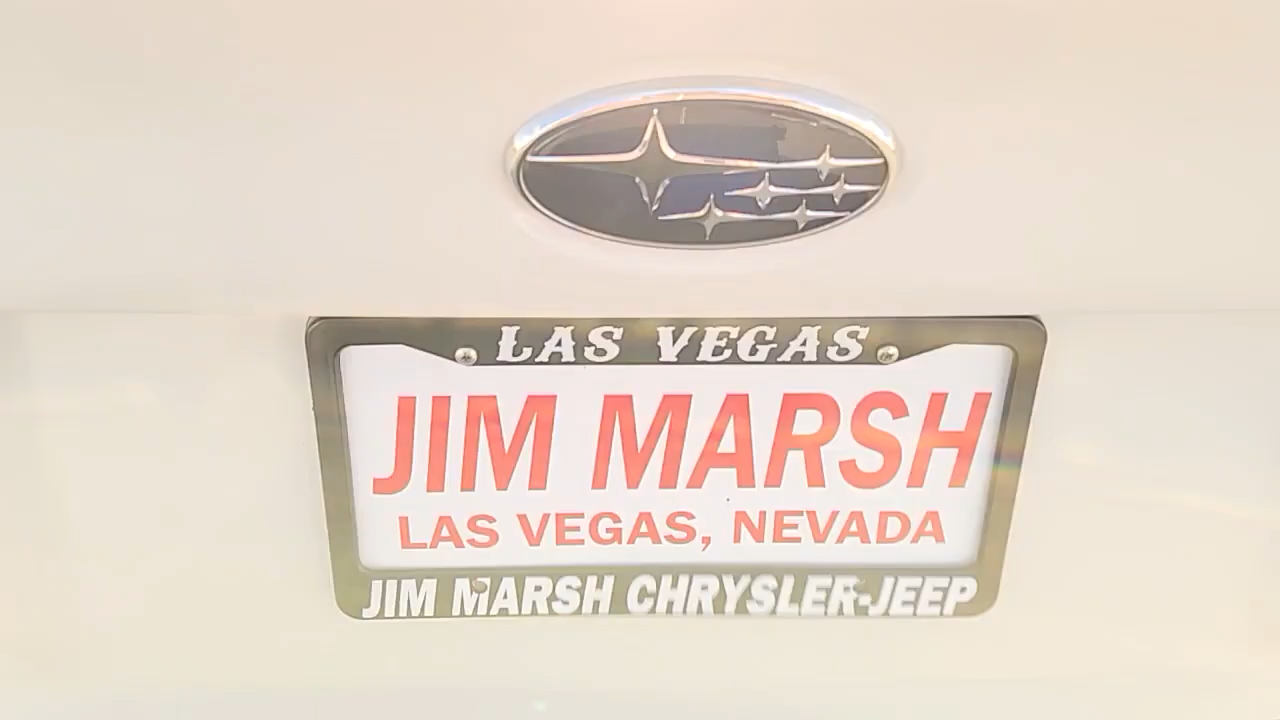 LAS VEGAS
JIM MARSH
LAS VEGAS, NEVADA
JIM MARSH CHRYSLER-JEEP